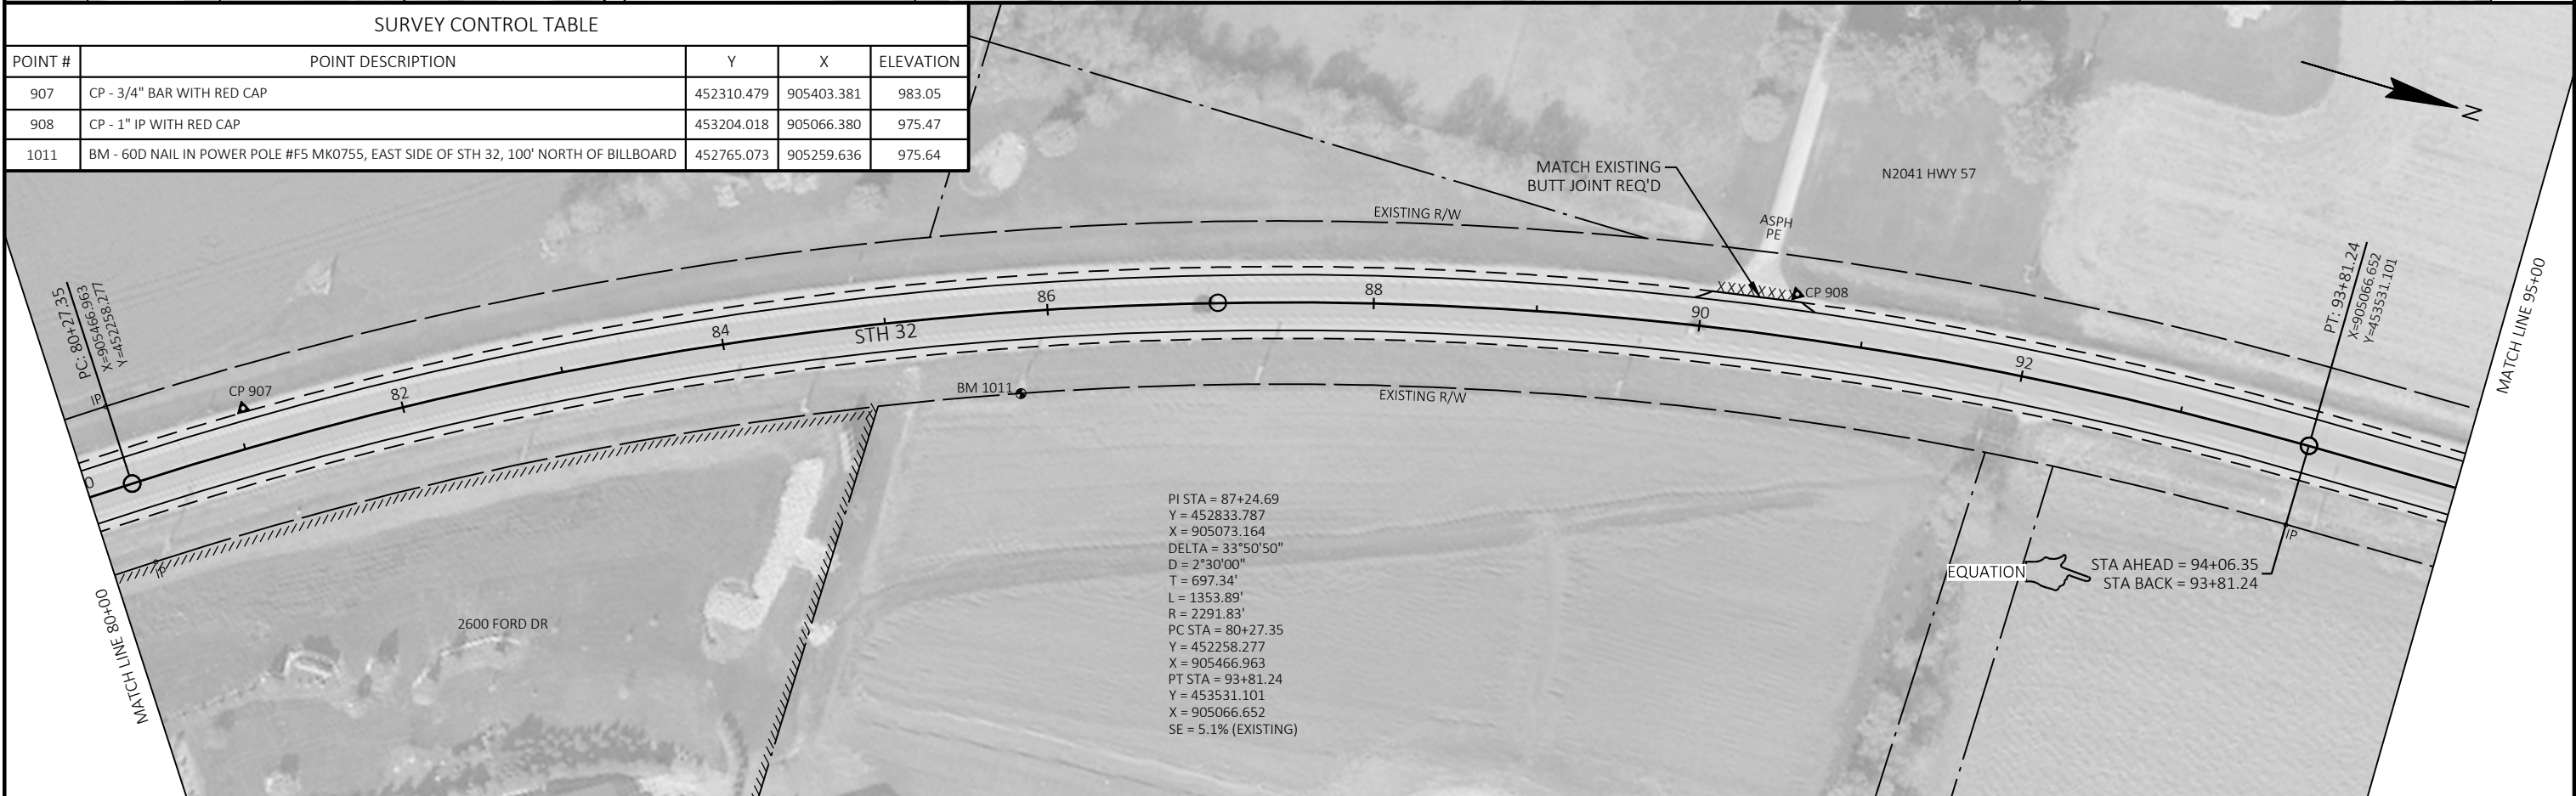 SURVEY CONTROL TABLE
POINT # POINT DESCRIPTION Y X ELEVATION
907 CP - 3/4" BAR WITH RED CAP 452310.479 905403.381 983.05
908 CP - 1" IP WITH RED CAP 453204.018 905066.380 975.47
1011 BM - 60D NAIL IN POWER POLE #F5 MK0755, EAST SIDE OF STH 32, 100' NORTH OF BILLBOARD 452765.073 905259.636 975.64
N
MATCH EXISTING
BUTT JOINT REQ'D
N2041 HWY 57
EXISTING R/W
ASPH
PE
XXXXXXXX
CP 908
PC: 80+27.35
X=905466.963
Y=452258.277
IP
CP 907
82
84
STH 32
86
88
90
92
0
PT: 93+81.24
X=905066.652
Y=453531.101
MATCH LINE 95+00
BM 1011
EXISTING R/W
IP
IP
MATCH LINE 80+00
2600 FORD DR
PI STA = 87+24.69
Y = 452833.787
X = 905073.164
DELTA = 33°50'50"
D = 2°30'00"
T = 697.34'
L = 1353.89'
R = 2291.83'
PC STA = 80+27.35
Y = 452258.277
X = 905466.963
PT STA = 93+81.24
Y = 453531.101
X = 905066.652
SE = 5.1% (EXISTING)
EQUATION
STA AHEAD = 94+06.35
STA BACK = 93+81.24